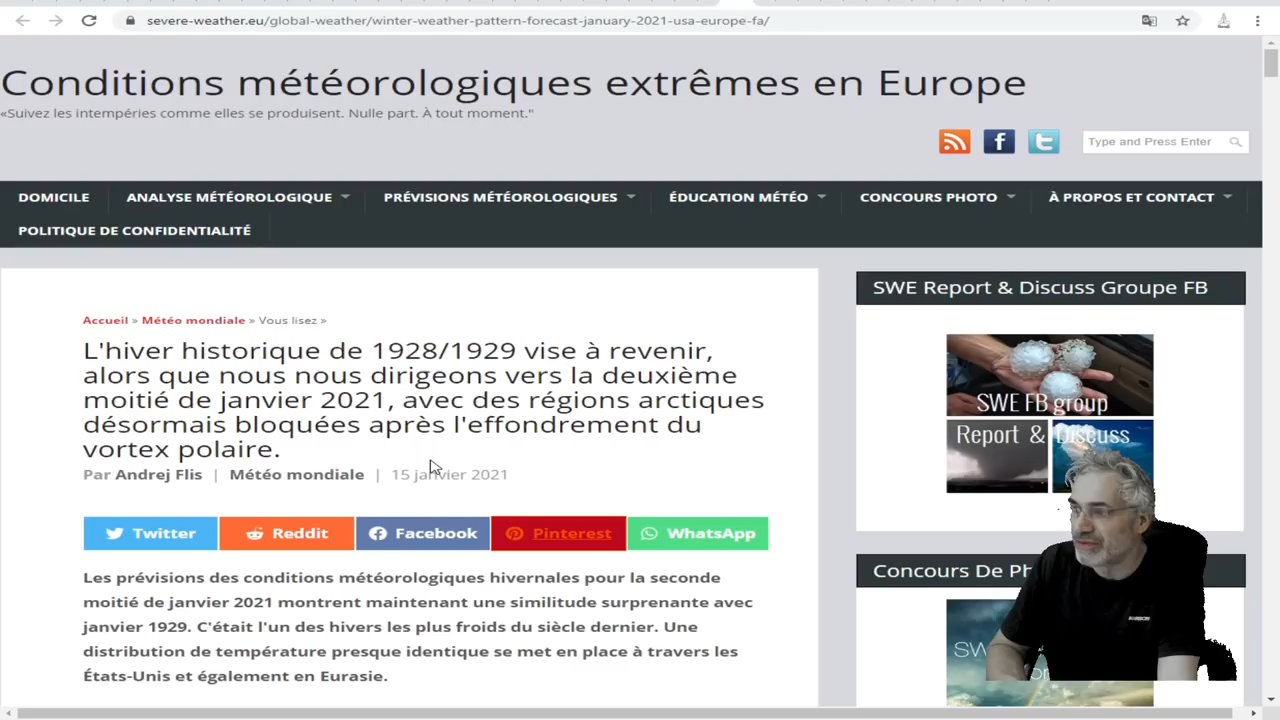 severe-weather.eu/global-weather/winter-weather-pattern-forecast-january-2021-usa-europe-fa/
Conditions météorologiques extrêmes en Europe
«Suivez les intempéries comme elles se produisent. Nulle part. À tout moment."
Type and Press Enter
DOMICILE
ANALYSE MÉTÉOROLOGIQUE
PRÉVISIONS MÉTÉOROLOGIQUES
ÉDUCATION MÉTÉO
CONCOURS PHOTO
À PROPOS ET CONTACT
POLITIQUE DE CONFIDENTIALITÉ
Accueil » Météo mondiale » Vous lisez »
L'hiver historique de 1928/1929 vise à revenir,
alors que nous nous dirigeons vers la deuxième
moitié de janvier 2021, avec des régions arctiques
désormais bloquées après l'effondrement du
vortex polaire.
Par Andrej Flis | Météo mondiale | 15 janvier 2021
Twitter
Reddit
Facebook
Pinterest
WhatsApp
Les prévisions des conditions météorologiques hivernales pour la seconde
moitié de janvier 2021 montrent maintenant une similitude surprenante avec
janvier 1929. C'était l'un des hivers les plus froids du siècle dernier. Une
distribution de température presque identique se met en place à travers les
États-Unis et également en Eurasie.
SWE Report & Discuss Groupe FB
SWE FB group
Report & Discuss
Concours De